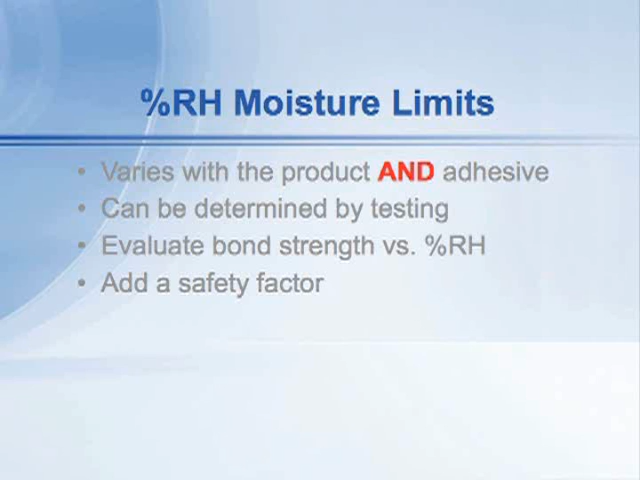 %RH Moisture Limits
• Varies with the product AND adhesive
• Can be determined by testing
• Evaluate bond strength vs. %RH
• Add a safety factor